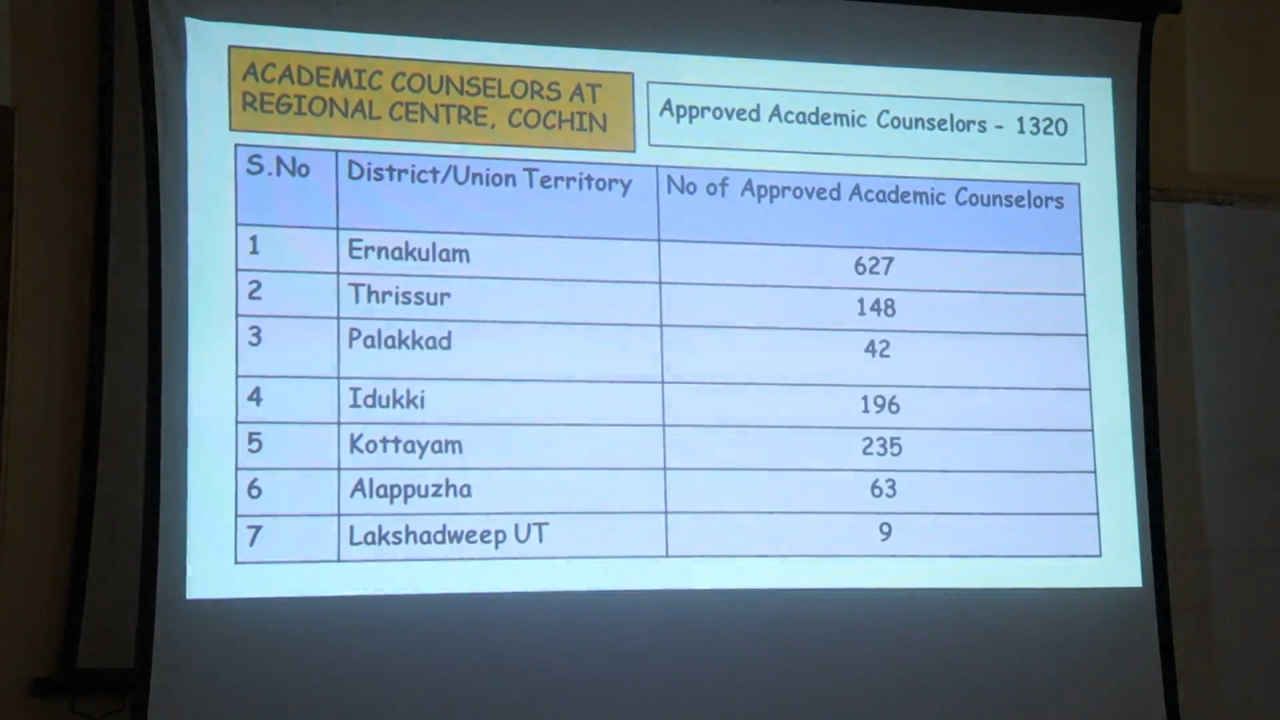 ACADEMIC COUNSELORS AT
REGIONAL CENTRE, COCHIN
Approved Academic Counselors - 1320
S.No District/Union Territory No of Approved Academic Counselors
1 Ernakulam 627
2 Thrissur 148
3 Palakkad 42
4 Idukki 196
5 Kottayam 235
6 Alappuzha 63
7 Lakshadweep UT 9